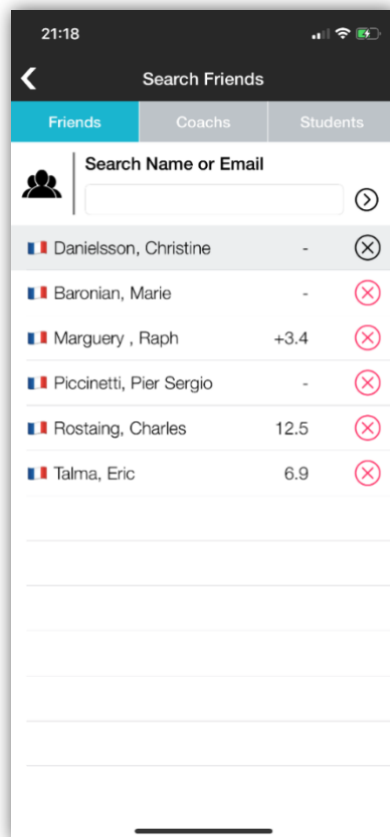 21:18
Search Friends
Friends Coachs Students
Search Name or Email
Danielsson, Christine -
Baronian, Marie -
Marguery , Raph +3.4
Piccinetti, Pier Sergio -
Rostaing, Charles 12.5
Talma, Eric 6.9